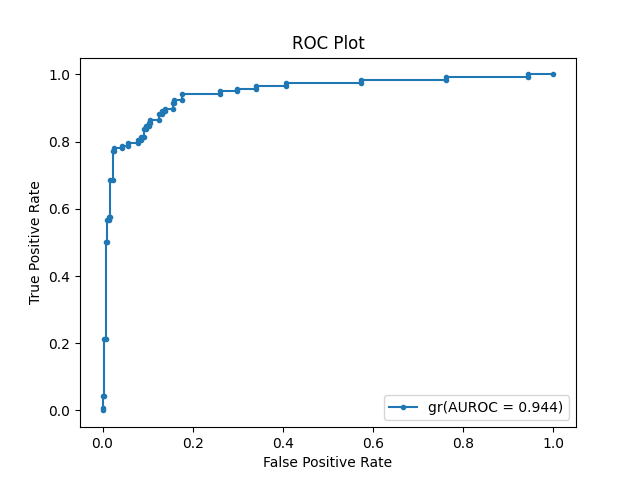 ROC Plot
1.0
0.8
0.6
0.4
0.2
0.0
True Positive Rate
gr(AUROC = 0.944)
0.0 0.2 0.4 0.6 0.8 1.0
False Positive Rate